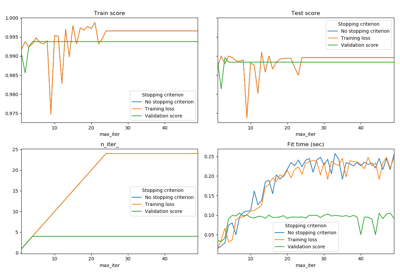 Train score
1.000
0.995
0.990
0.985
0.980
0.975
Stopping criterion
No stopping criterion
Training loss
Validation score
10
20
30
40
max_iter
Test score
Stopping criterion
No stopping criterion
Training loss
Validation score
10
20
30
40
max_iter
n_iter_
25
20
15
10
5
0
Stopping criterion
No stopping criterion
Training loss
Validation score
10
20
30
40
max_iter
Fit time (sec)
0.25
0.20
0.15
0.10
0.05
Stopping criterion
No stopping criterion
Training loss
Validation score
10
20
30
40
max_iter